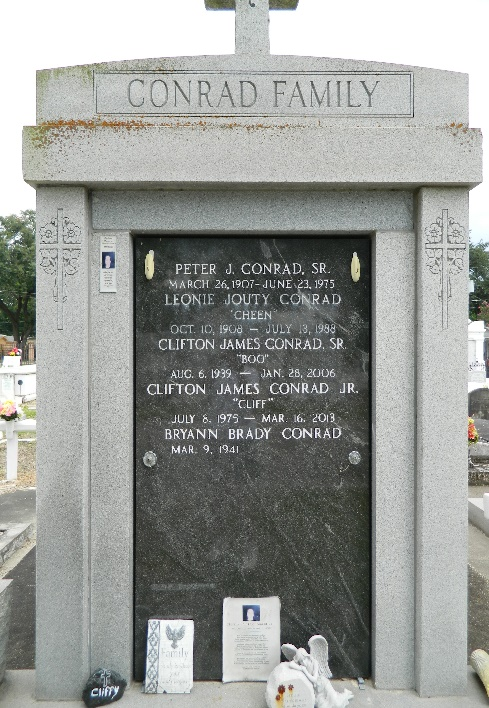 CONRAD FAMILY
PETER J. CONRAD, SR.
MARCH 26, 1907 - JUNE 23, 1975
LEONIE JOUTY CONRAD
"CHEEN"
OCT. 10, 1908 — JULY 13, 1988
CLIFTON JAMES CONRAD, SR.
"BOO"
AUG. 6, 1939 — JAN. 28, 2006
CLIFTON JAMES CONRAD JR.
"CLIFF"
JULY 8, 1975 — MAR. 16, 2013
BRYANN BRADY CONRAD
MAR. 9, 1941
Family
Cliffy